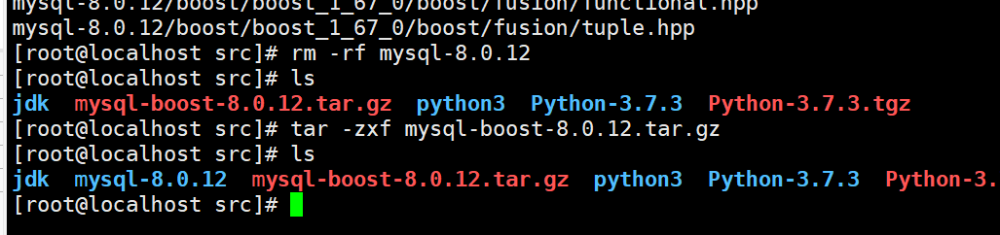 mysql-8.0.12/boost/boost_1_67_0/boost/fusion/functional.hpp
mysql-8.0.12/boost/boost_1_67_0/boost/fusion/tuple.hpp
[root@localhost src]# rm -rf mysql-8.0.12
[root@localhost src]# ls
jdk  mysql-boost-8.0.12.tar.gz  python3  Python-3.7.3  Python-3.7.3.tgz
[root@localhost src]# tar -zxf mysql-boost-8.0.12.tar.gz
[root@localhost src]# ls
jdk  mysql-8.0.12  mysql-boost-8.0.12.tar.gz  python3  Python-3.7.3  Python-3.
[root@localhost src]#